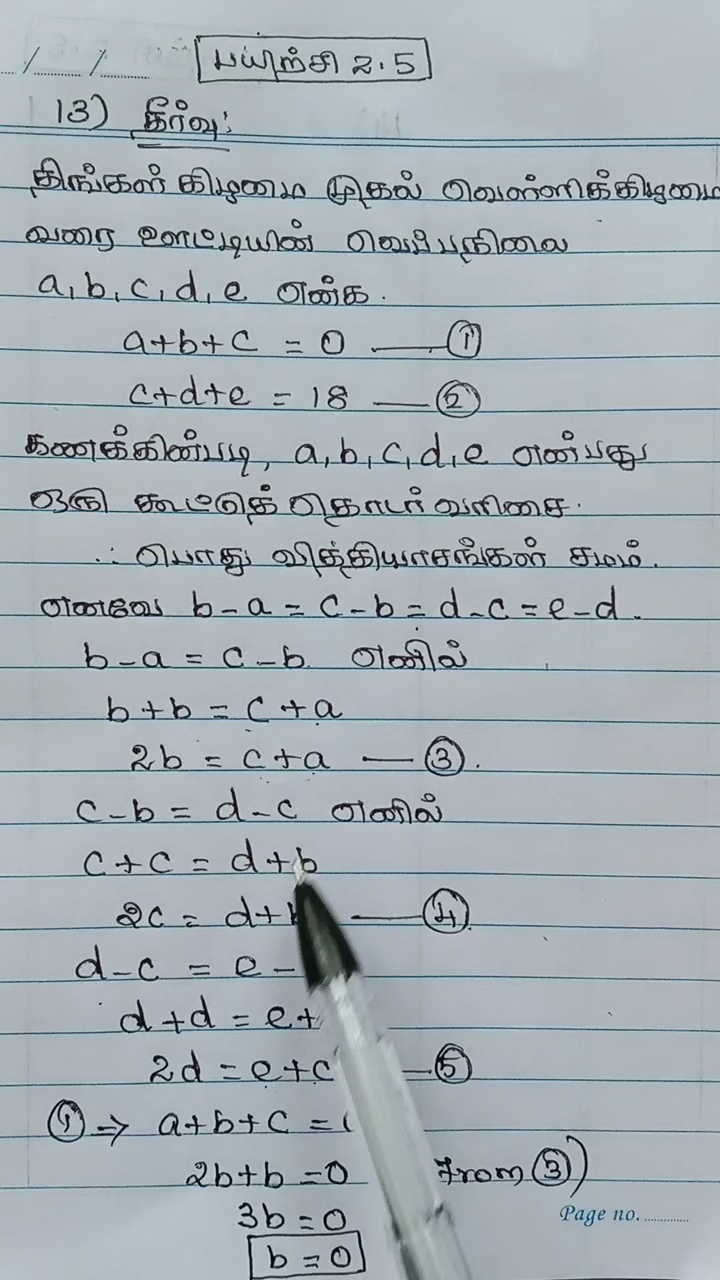 பயிற்சி 2.5
13) தீர்வு:
திங்கள் கிழமை முதல் வெள்ளிக்கிழமை
வரை ஊட்டியின் வெப்பநிலை
a, b, c, d, e என்க.
a+b+c = 0 —— ①
c+d+e = 18 —— ②
கணக்கின்படி, a, b, c, d, e என்பது
ஒரு கூட்டுத் தொடர் வரிசை.
∴ பொது வித்தியாசங்கள் சமம்.
எனவே b-a = c-b = d-c = e-d.
b-a = c-b எனில்
b+b = c+a
2b = c+a —— ③.
c-b = d-c எனில்
c+c = d+b
2c = d+ —— ④
d-c = e-
d+d = e+
2d = e+c — ⑤
① ⇒ a+b+c =
2b+b = 0 from ③)
3b = 0
b = 0
Page no.